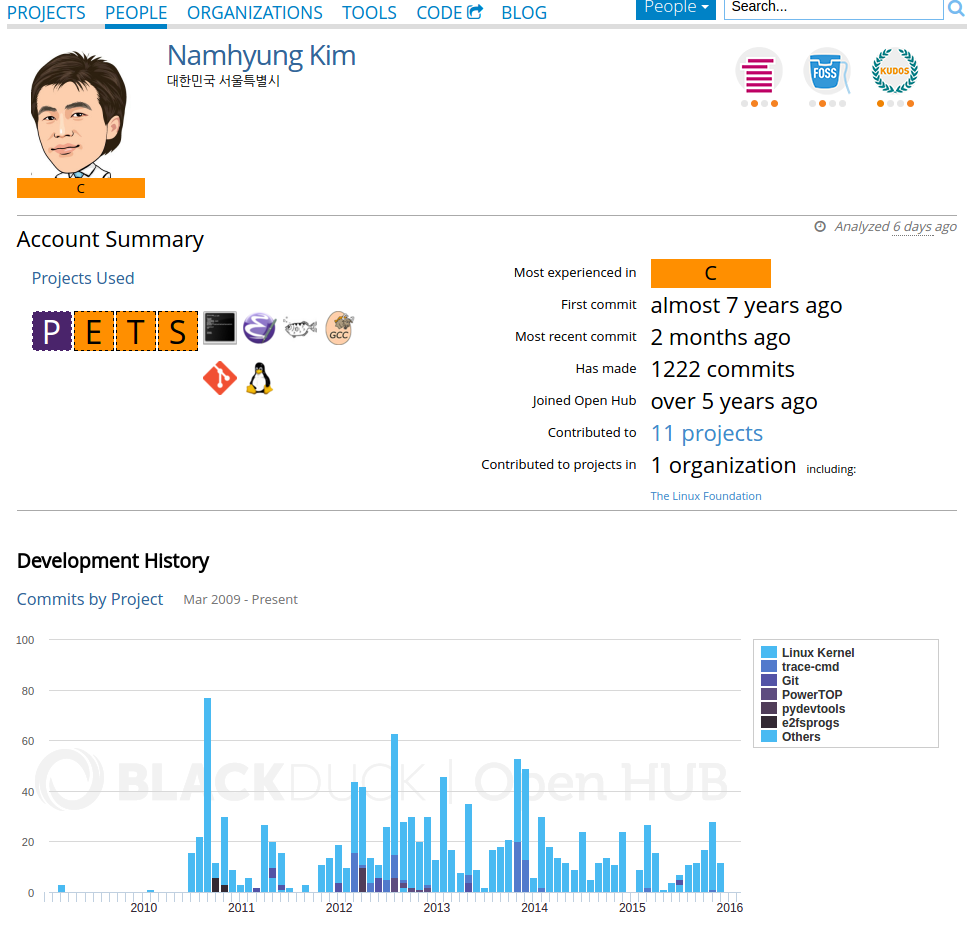 PROJECTS PEOPLE ORGANIZATIONS TOOLS CODE BLOG People Search...
Namhyung Kim
대한민국 서울특별시
FOSS
KUDOS
C
Analyzed 6 days ago
Account Summary
Projects Used
P E T S
GCC
Most experienced in C
First commit almost 7 years ago
Most recent commit 2 months ago
Has made 1222 commits
Joined Open Hub over 5 years ago
Contributed to 11 projects
Contributed to projects in 1 organization including:
The Linux Foundation
Development History
Commits by Project Mar 2009 - Present
100
80
60
40
20
0
BLACKDUCK | Open HUB
2010 2011 2012 2013 2014 2015 2016
Linux Kernel
trace-cmd
Git
PowerTOP
pydevtools
e2fsprogs
Others